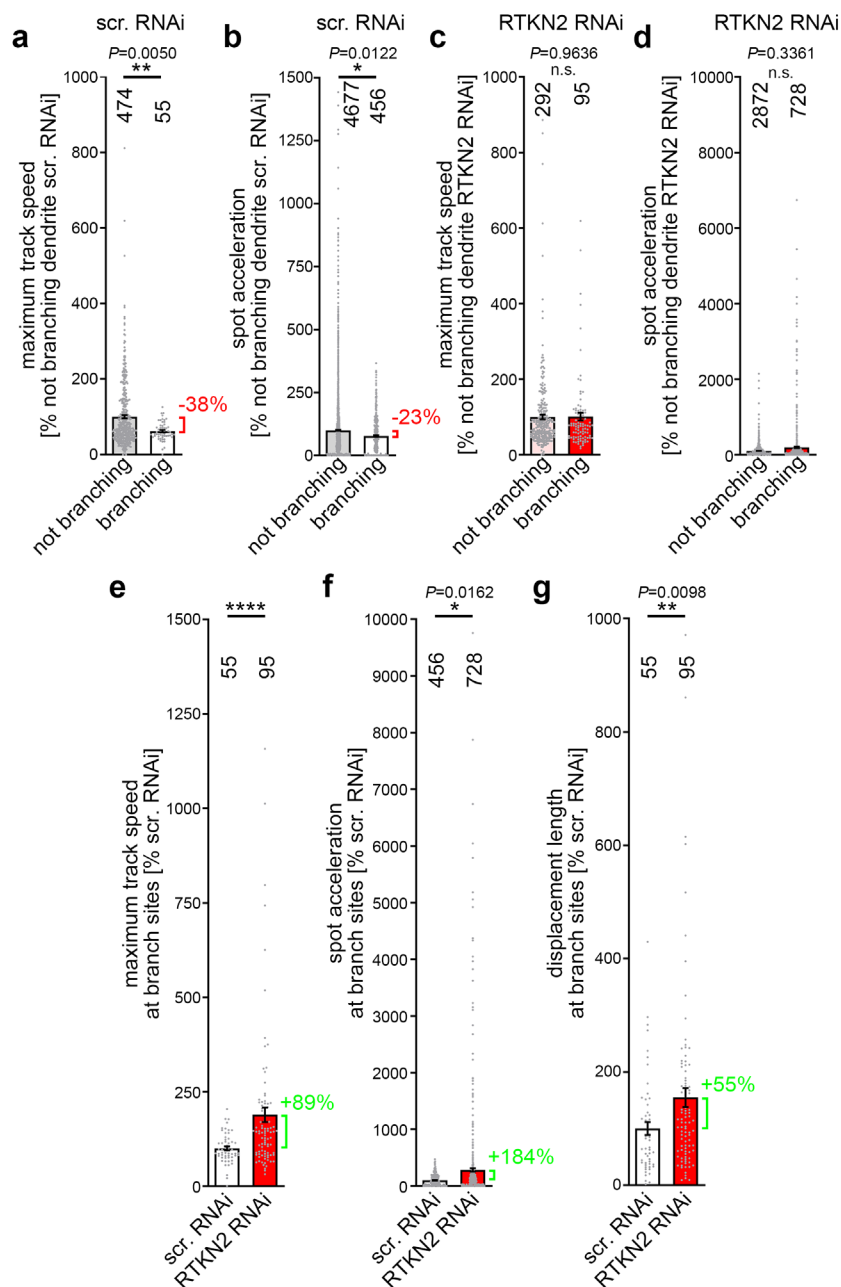 a
scr. RNAi
P=0.0050
**
474
55
maximum track speed
[% not branching dendrite scr. RNAi]
1000
800
600
400
200
0
-38%
not branching
branching
b
scr. RNAi
P=0.0122
*
4677
456
spot acceleration
[% not branching dendrite scr. RNAi]
1500
1250
750
500
250
0
-23%
not branching
branching
c
RTKN2 RNAi
P=0.9636
n.s.
292
95
maximum track speed
[% not branching dendrite RTKN2 RNAi]
1000
800
600
400
200
0
not branching
branching
d
RTKN2 RNAi
P=0.3361
n.s.
2872
728
spot acceleration
[% not branching dendrite RTKN2 RNAi]
10000
8000
6000
4000
2000
0
not branching
branching
e
****
55
95
maximum track speed
at branch sites [% scr. RNAi]
1500
1250
1000
750
500
250
0
+89%
scr. RNAi
RTKN2 RNAi
f
P=0.0162
*
456
728
spot acceleration
at branch sites [% scr. RNAi]
10000
9000
8000
7000
6000
5000
4000
3000
2000
1000
0
+184%
scr. RNAi
RTKN2 RNAi
g
P=0.0098
**
55
95
displacement length
at branch sites [% scr. RNAi]
1000
800
600
400
200
0
+55%
scr. RNAi
RTKN2 RNAi